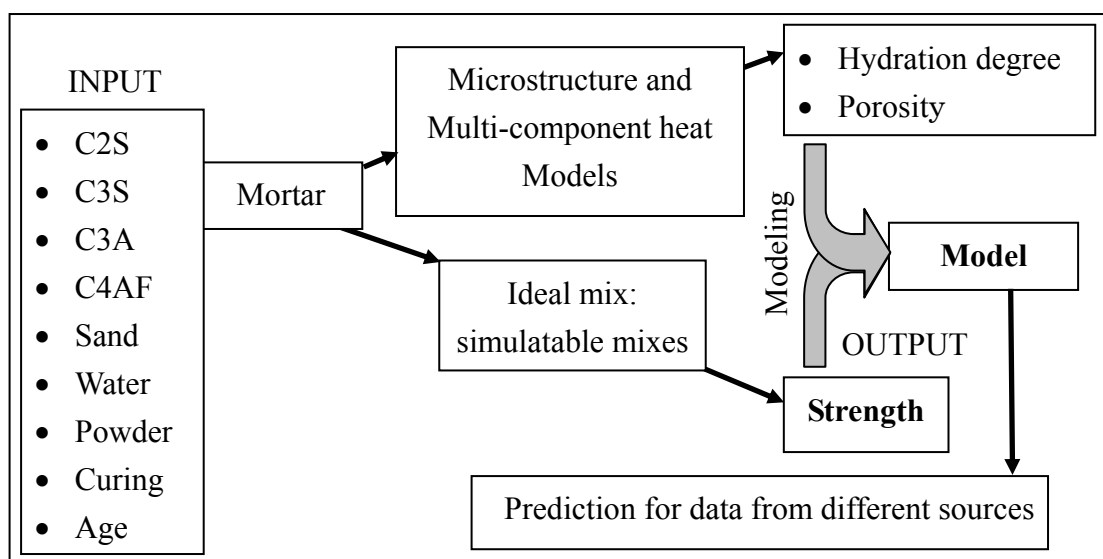 INPUT
• C2S
• C3S
• C3A
• C4AF
• Sand
• Water
• Powder
• Curing
• Age
Mortar
Microstructure and
Multi-component heat
Models
• Hydration degree
• Porosity
Ideal mix:
simulatable mixes
Modeling
Model
OUTPUT
Strength
Prediction for data from different sources